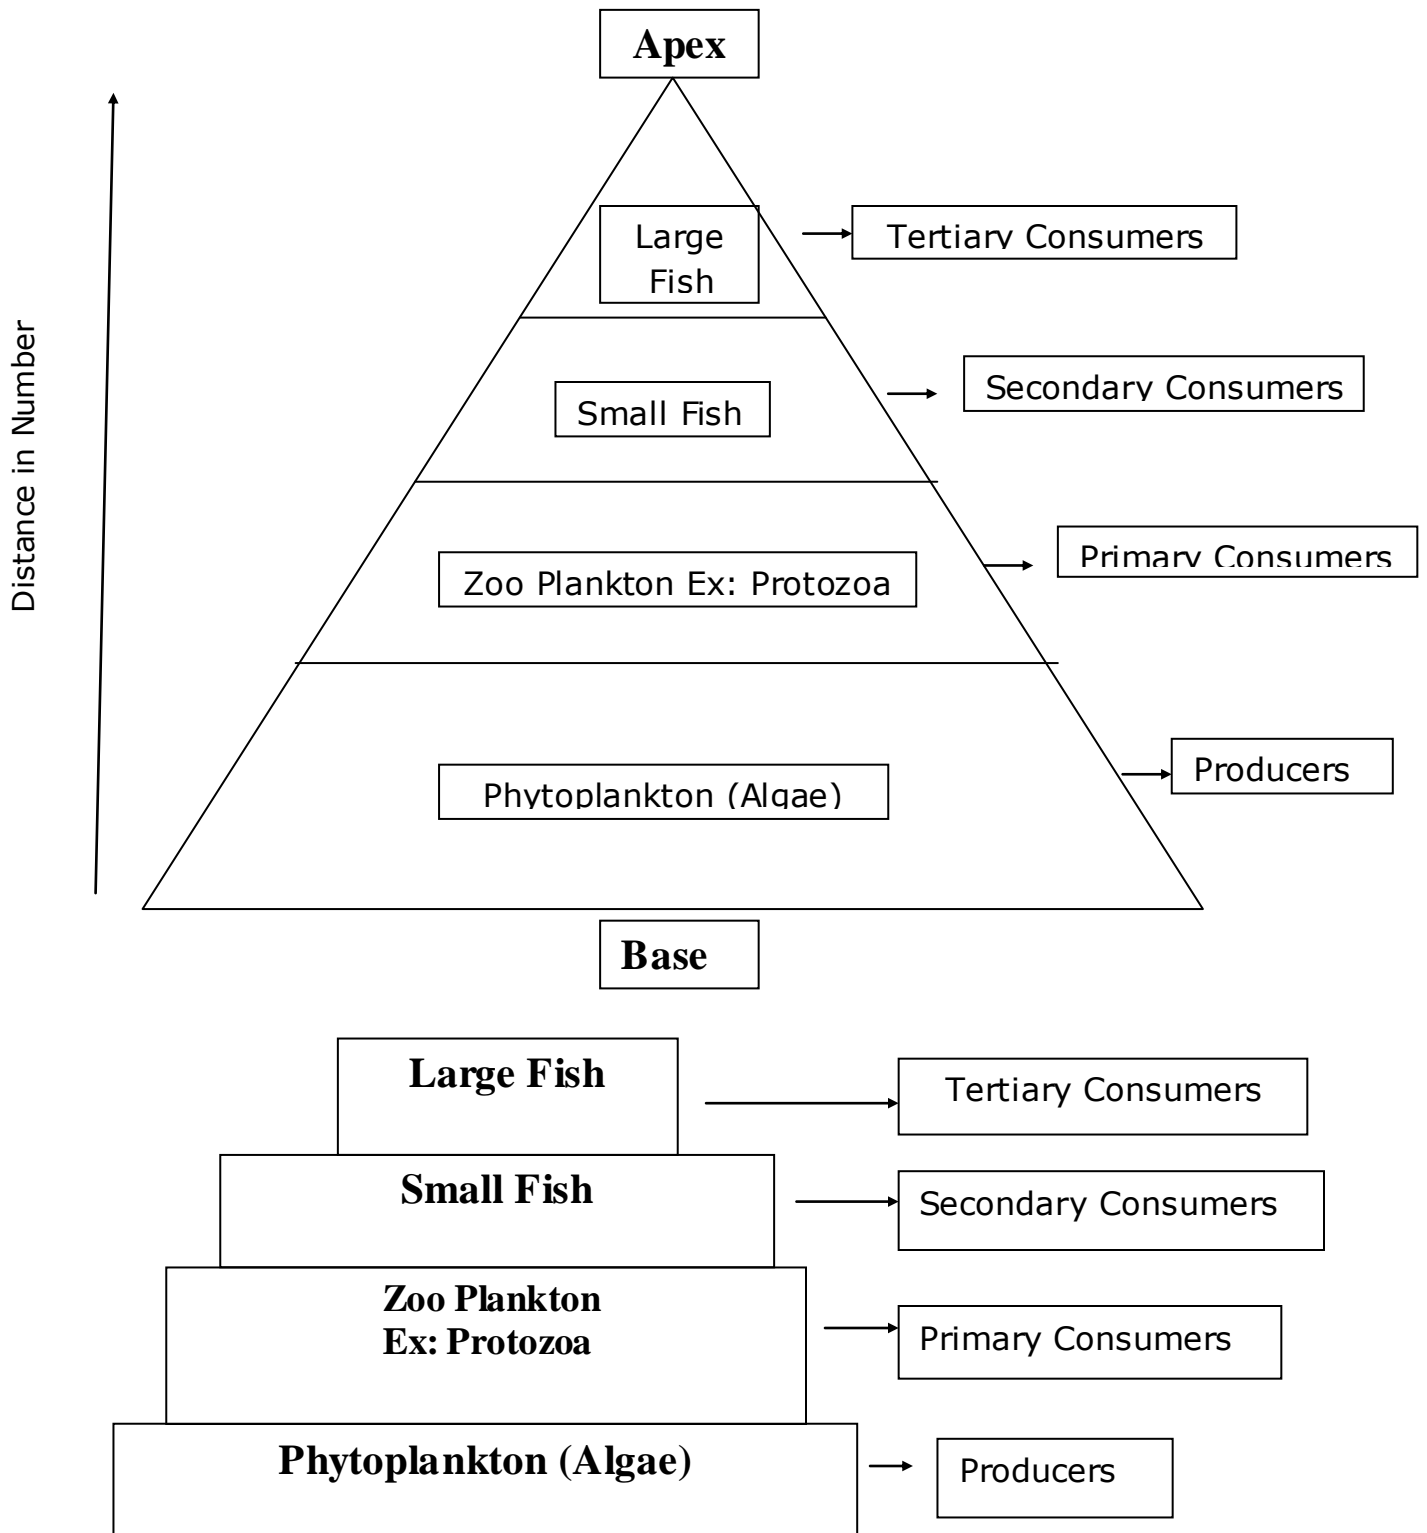 Apex
Large
Fish
Tertiary Consumers
Secondary Consumers
Small Fish
Distance in Number
Primary Consumers
Zoo Plankton Ex: Protozoa
Producers
Phytoplankton (Algae)
Base
Large Fish
Tertiary Consumers
Small Fish
Secondary Consumers
Zoo Plankton
Ex: Protozoa
Primary Consumers
Phytoplankton (Algae)
Producers